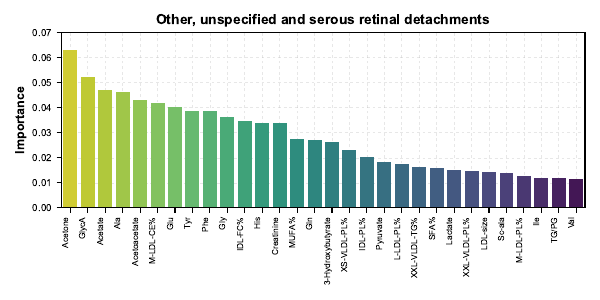 Other, unspecified and serous retinal detachments
Importance
0.07
0.06
0.05
0.04
0.03
0.02
0.01
0.00
Acetone
GlycA
Acetate
Ala
Acetoacetate
M-LDL-CE%
Glu
Tyr
Phe
Gly
IDL-FC%
His
Creatinine
MUFA%
Gln
3-Hydroxybutyrate
XS-VLDL-PL%
IDL-PL%
Pyruvate
L-LDL-PL%
XXL-VLDL-TG%
SFA%
Lactate
XXL-VLDL-PL%
LDL-size
Sc-ala
M-LDL-PL%
Ile
TG/PG
Val